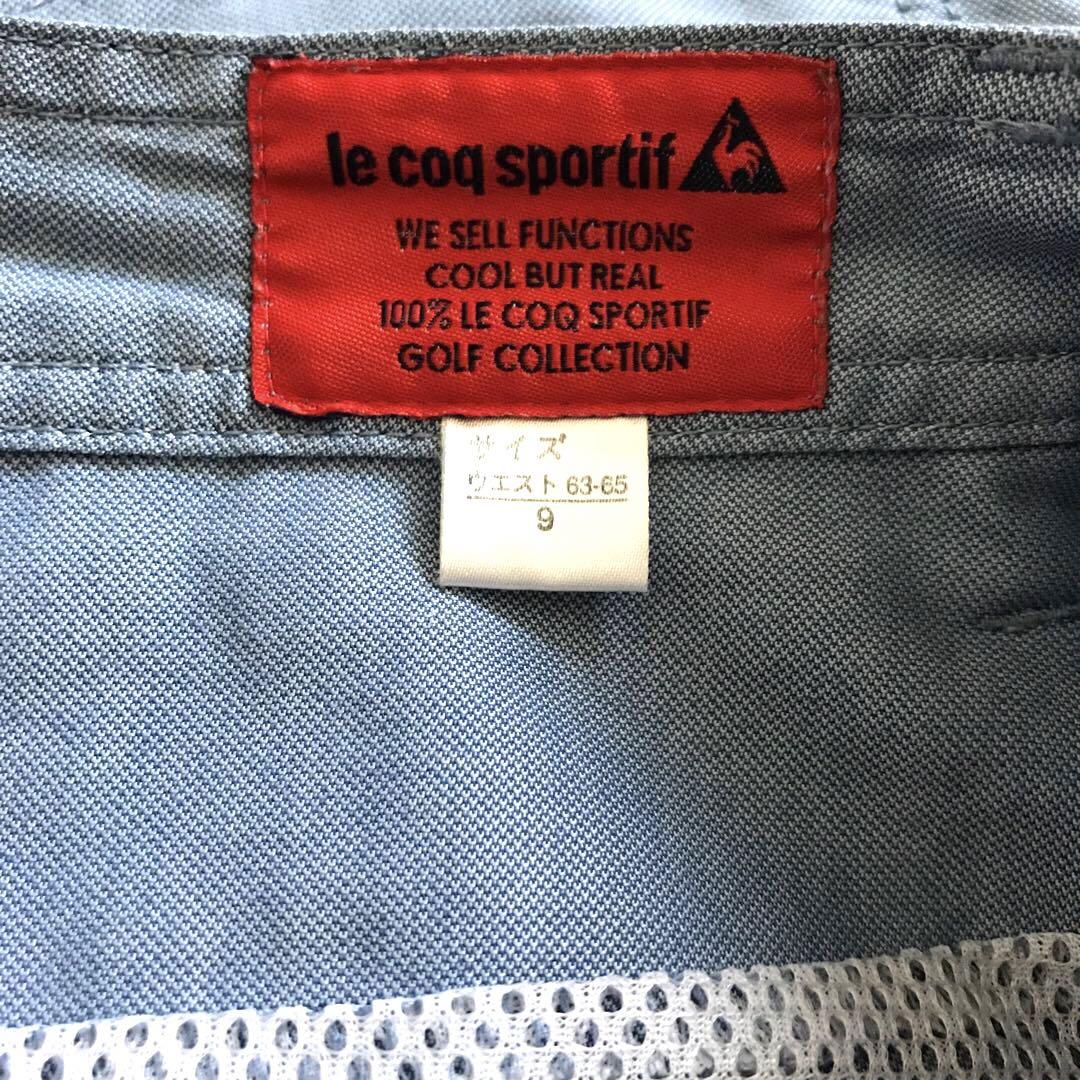 le coq sportif
WE SELL FUNCTIONS
COOL BUT REAL
100% LE COQ SPORTIF
GOLF COLLECTION
サイズ
ウエスト 63-65
9